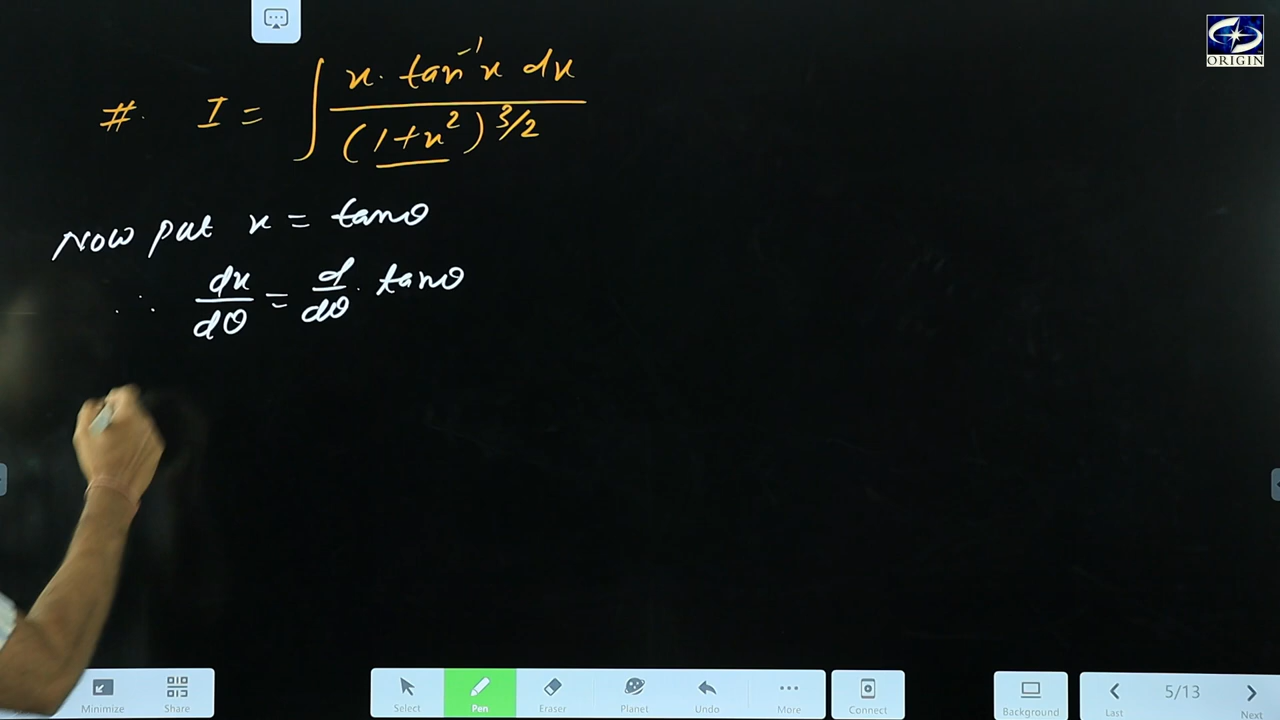 ORIGIN
#. I = ∫ x. tan⁻¹x dx / (1+x²)^3/2
Now put x = tanθ
∴ dx/dθ = d/dθ. tanθ
Minimize
Share
Select
Pen
Eraser
Planet
Undo
More
Connect
Background
Last
5/13
Next